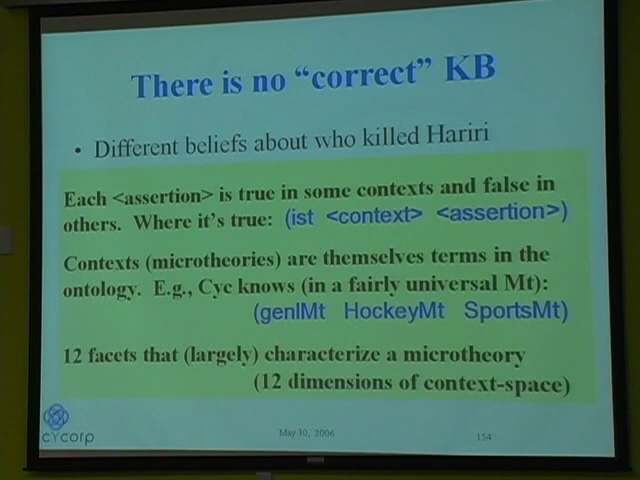 There is no “correct” KB
• Different beliefs about who killed Hariri
Each <assertion> is true in some contexts and false in
others. Where it's true: (ist <context> <assertion>)
Contexts (microtheories) are themselves terms in the
ontology. E.g., Cyc knows (in a fairly universal Mt):
(genlMt HockeyMt SportsMt)
12 facets that (largely) characterize a microtheory
(12 dimensions of context-space)
cycorp
May 30, 2006
154